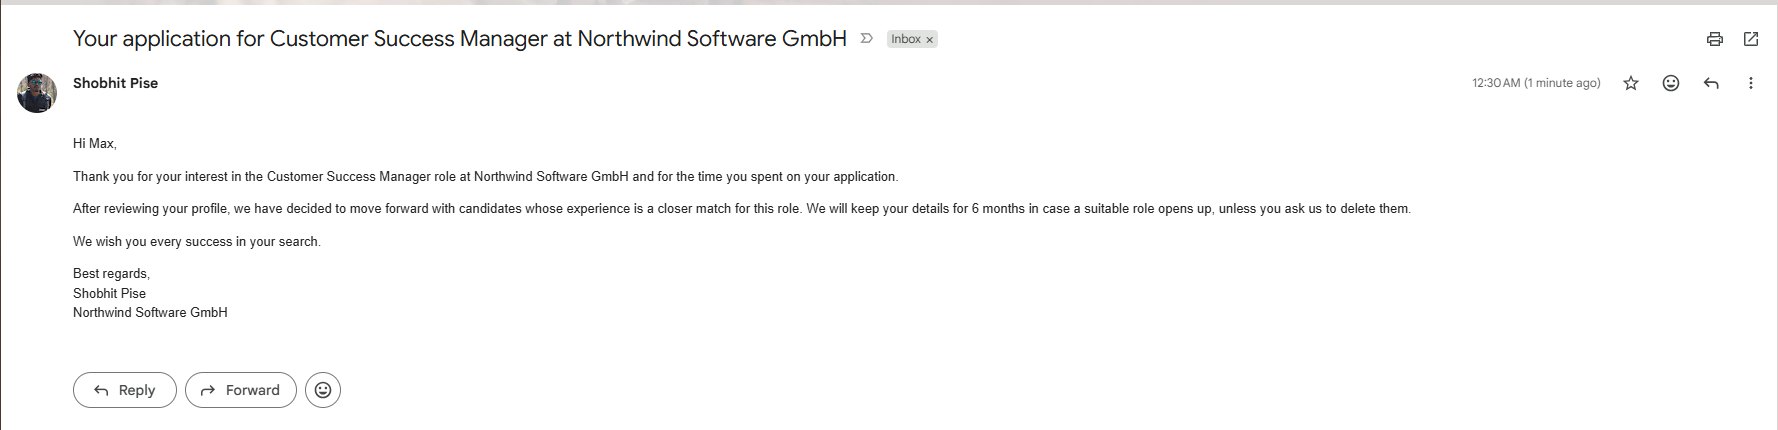 Your application for Customer Success Manager at Northwind Software GmbH Inbox x
Shobhit Pise 12:30 AM (1 minute ago)
Hi Max,
Thank you for your interest in the Customer Success Manager role at Northwind Software GmbH and for the time you spent on your application.
After reviewing your profile, we have decided to move forward with candidates whose experience is a closer match for this role. We will keep your details for 6 months in case a suitable role opens up, unless you ask us to delete them.
We wish you every success in your search.
Best regards,
Shobhit Pise
Northwind Software GmbH
Reply Forward